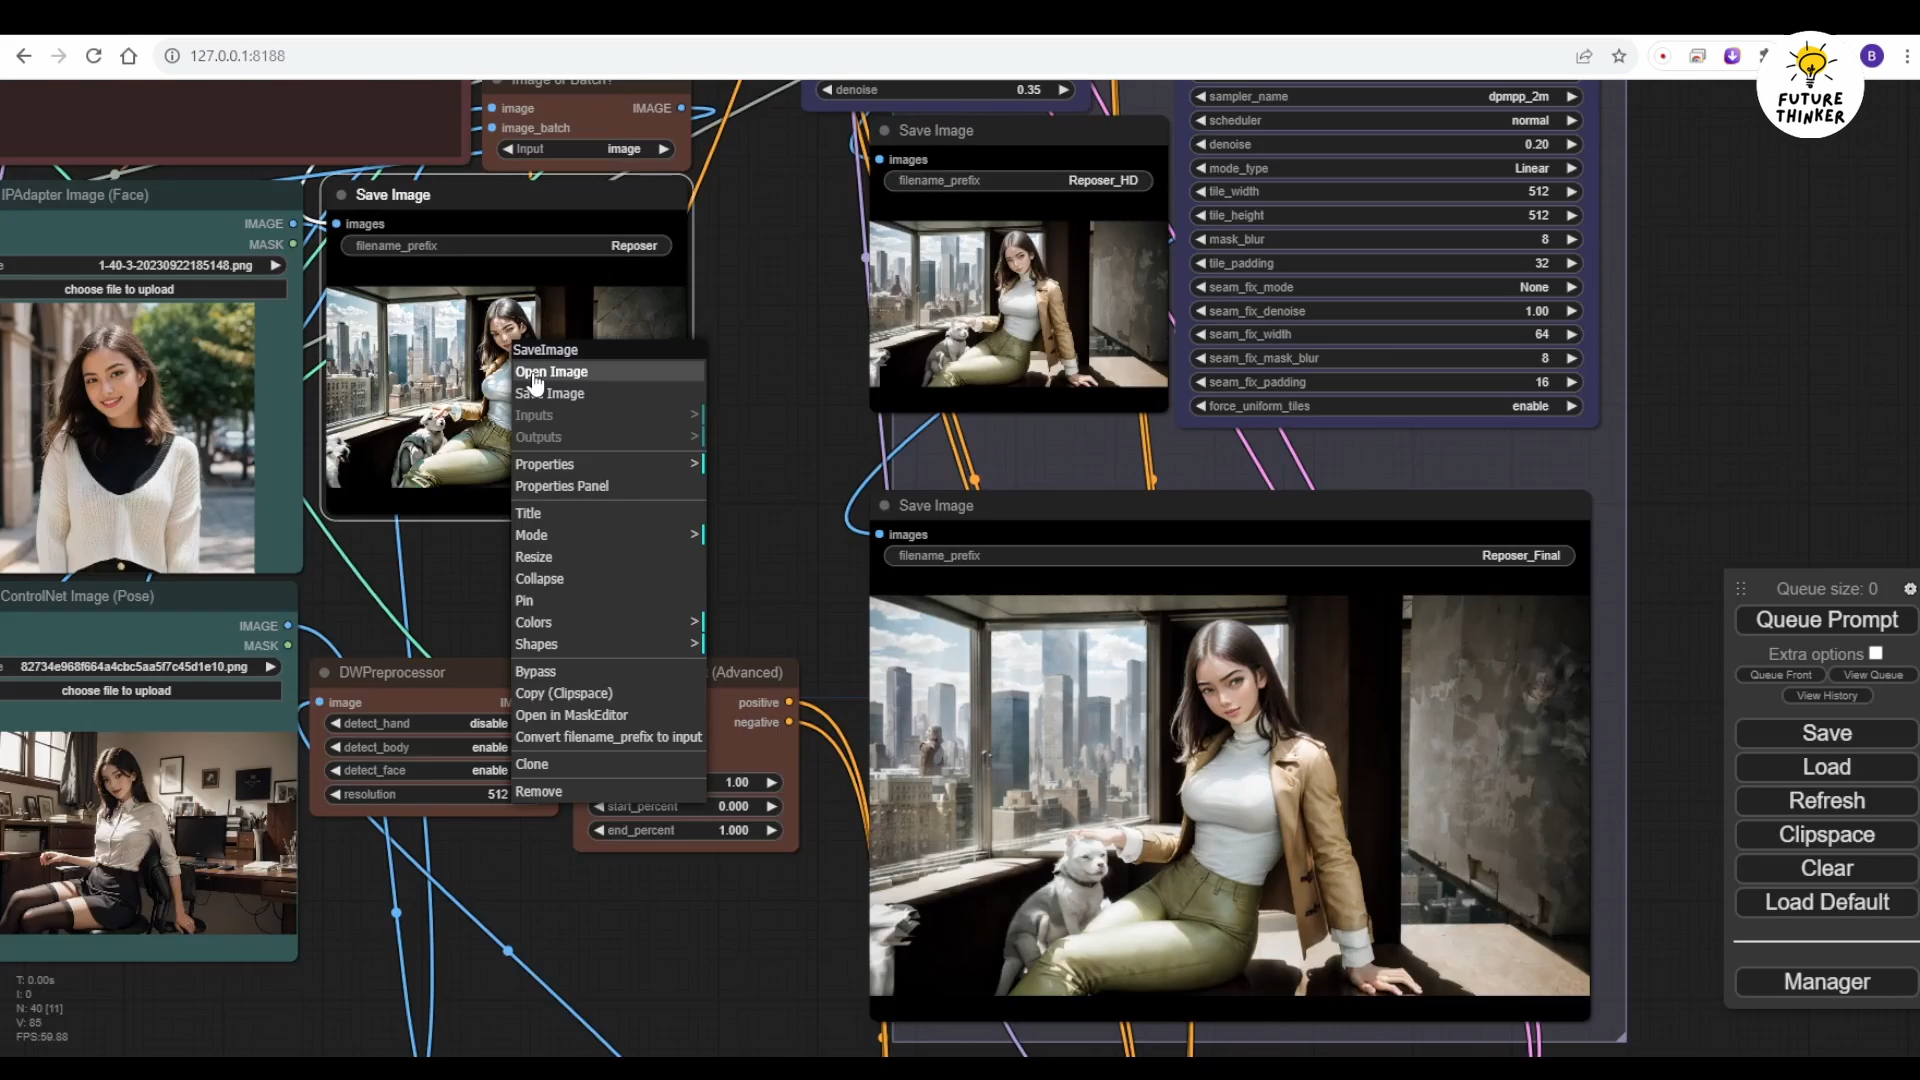 127.0.0.1:8188
B
FUTURE
THINKER
image
IMAGE
image_batch
Input
image
denoise
0.35
sampler_name
dpmpp_2m
scheduler
normal
denoise
0.20
mode_type
Linear
tile_width
512
tile_height
512
mask_blur
8
tile_padding
32
seam_fix_mode
None
seam_fix_denoise
1.00
seam_fix_width
64
seam_fix_mask_blur
8
seam_fix_padding
16
force_uniform_tiles
enable
Save Image
images
filename_prefix
Reposer_HD
IPAdapter Image (Face)
IMAGE
MASK
1-40-3-20230922185148.png
choose file to upload
Save Image
images
filename_prefix
Reposer
SaveImage
Open Image
Save Image
Inputs >
Outputs >
Properties >
Properties Panel
Title
Mode >
Resize
Collapse
Pin
Colors >
Shapes >
Bypass
Copy (Clipspace)
Open in MaskEditor
Convert filename_prefix to input
Clone
Remove
Save Image
images
filename_prefix
Reposer_Final
ControlNet Image (Pose)
IMAGE
MASK
82734e968f664a4cbc5aa5f7c45d1e10.png
choose file to upload
DWPreprocessor
image
detect_hand
disable
detect_body
enable
detect_face
enable
resolution
512
(Advanced)
positive
negative
1.00
start_percent
0.000
end_percent
1.000
Queue size: 0
Queue Prompt
Extra options
Queue Front
View Queue
View History
Save
Load
Refresh
Clipspace
Clear
Load Default
Manager
T: 0.00s
I: 0
N: 40 [11]
V: 85
FPS:59.88